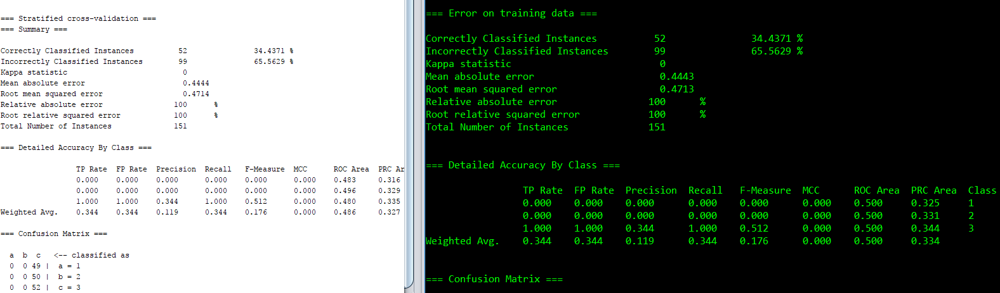 === Stratified cross-validation ===
=== Summary ===
Correctly Classified Instances 52 34.4371 %
Incorrectly Classified Instances 99 65.5629 %
Kappa statistic 0
Mean absolute error 0.4444
Root mean squared error 0.4714
Relative absolute error 100 %
Root relative squared error 100 %
Total Number of Instances 151
=== Detailed Accuracy By Class ===
TP Rate FP Rate Precision Recall F-Measure MCC ROC Area PRC Ar
0.000 0.000 0.000 0.000 0.000 0.000 0.483 0.316
0.000 0.000 0.000 0.000 0.000 0.000 0.496 0.329
1.000 1.000 0.344 1.000 0.512 0.000 0.480 0.335
Weighted Avg. 0.344 0.344 0.119 0.344 0.176 0.000 0.486 0.327
=== Confusion Matrix ===
a b c <-- classified as
0 0 49 | a = 1
0 0 50 | b = 2
0 0 52 | c = 3
=== Error on training data ===
Correctly Classified Instances 52 34.4371 %
Incorrectly Classified Instances 99 65.5629 %
Kappa statistic 0
Mean absolute error 0.4443
Root mean squared error 0.4713
Relative absolute error 100 %
Root relative squared error 100 %
Total Number of Instances 151
=== Detailed Accuracy By Class ===
TP Rate FP Rate Precision Recall F-Measure MCC ROC Area PRC Area Class
0.000 0.000 0.000 0.000 0.000 0.000 0.500 0.325 1
0.000 0.000 0.000 0.000 0.000 0.000 0.500 0.331 2
1.000 1.000 0.344 1.000 0.512 0.000 0.500 0.344 3
Weighted Avg. 0.344 0.344 0.119 0.344 0.176 0.000 0.500 0.334
=== Confusion Matrix ===